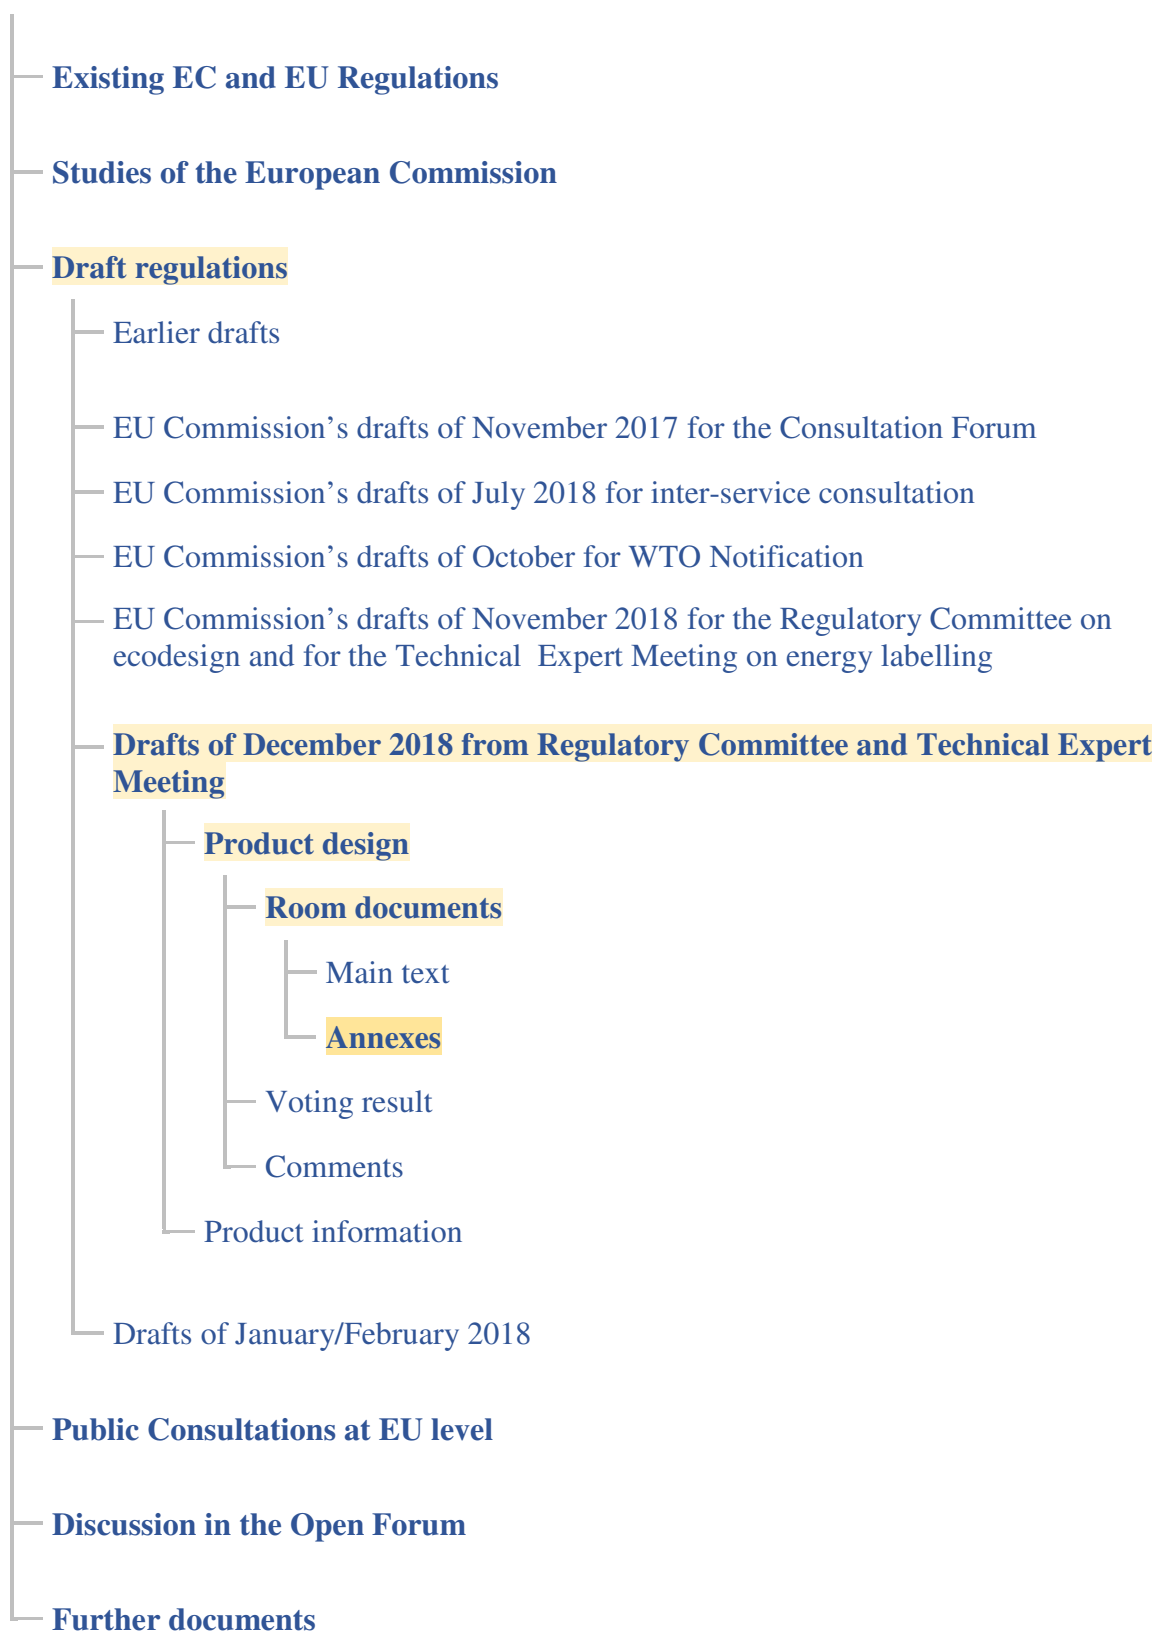 Existing EC and EU Regulations
Studies of the European Commission
Draft regulations
Earlier drafts
EU Commission’s drafts of November 2017 for the Consultation Forum
EU Commission’s drafts of July 2018 for inter-service consultation
EU Commission’s drafts of October for WTO Notification
EU Commission’s drafts of November 2018 for the Regulatory Committee on
ecodesign and for the Technical  Expert Meeting on energy labelling
Drafts of December 2018 from Regulatory Committee and Technical Expert
Meeting
Product design
Room documents
Main text
Annexes
Voting result
Comments
Product information
Drafts of January/February 2018
Public Consultations at EU level
Discussion in the Open Forum
Further documents